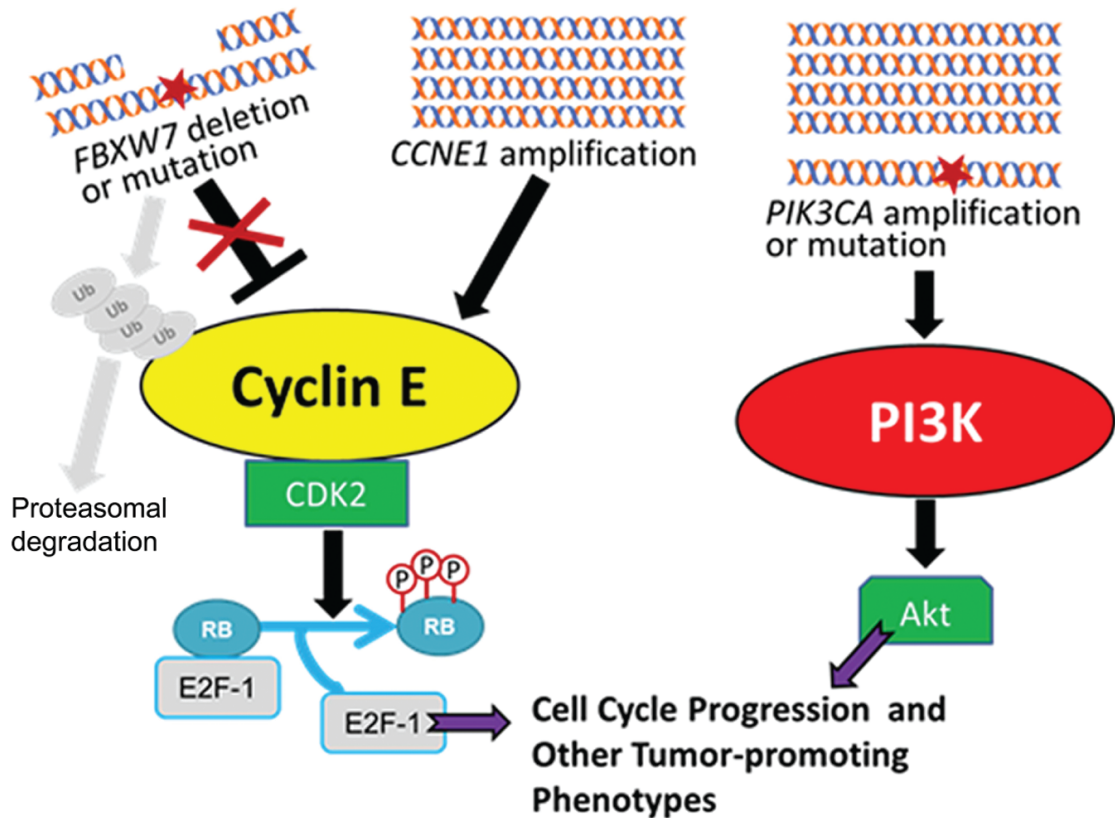 FBXW7 deletion
or mutation
CCNE1 amplification
PIK3CA amplification
or mutation
Ub
Ub
Ub
Ub
Cyclin E
PI3K
CDK2
Proteasomal
degradation
P
P
P
RB
RB
Akt
E2F-1
E2F-1
Cell Cycle Progression and
Other Tumor-promoting
Phenotypes